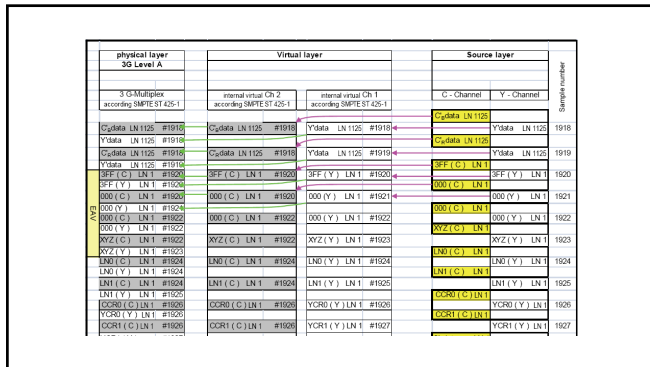 physical layer Virtual layer Source layer
3G Level A
Sample number
3 G-Multiplex internal virtual Ch 2 internal virtual Ch 1 C - Channel Y - Channel
according SMPTE ST 425-1 according SMPTE ST 425-1 according SMPTE ST 425-1
C'Bdata LN 1125
C'Bdata LN 1125 #1918 C'Bdata LN 1125 #1918 Y'data LN 1125 #1918 Y'data LN 1125 1918
Y'data LN 1125 #1918 C'Rdata LN 1125
C'Rdata LN 1125 #1918 C'Rdata LN 1125 #1918 Y'data LN 1125 #1919 Y'data LN 1125 1919
Y'data LN 1125 #1919 3FF ( C ) LN 1
3FF ( C ) LN 1 #1920 3FF ( C ) LN 1 #1920 3FF ( Y ) LN 1 #1920 3FF ( Y ) LN 1 1920
3FF ( Y ) LN 1 #1920 000 ( C ) LN 1
000 ( C ) LN 1 #1920 000 ( C ) LN 1 #1920 000 ( Y ) LN 1 #1921 000 ( Y ) LN 1 1921
EAV
000 ( Y ) LN 1 #1921 000 ( C ) LN 1
000 ( C ) LN 1 #1922 000 ( C ) LN 1 #1922 000 ( Y ) LN 1 #1922 000 ( Y ) LN 1 1922
000 ( Y ) LN 1 #1922 XYZ ( C ) LN 1
XYZ ( C ) LN 1 #1922 XYZ ( C ) LN 1 #1922 XYZ ( Y ) LN 1 #1923 XYZ ( Y ) LN 1 1923
XYZ ( Y ) LN 1 #1923 LN0 ( C ) LN 1
LN0 ( C ) LN 1 #1924 LN0 ( C ) LN 1 #1924 LN0 ( Y ) LN 1 #1924 LN0 ( Y ) LN 1 1924
LN0 ( Y ) LN 1 #1924 LN1 ( C ) LN 1
LN1 ( C ) LN 1 #1924 LN1 ( C ) LN 1 #1924 LN1 ( Y ) LN 1 #1925 LN1 ( Y ) LN 1 1925
LN1 ( Y ) LN 1 #1925 CCR0 ( C ) LN 1
CCR0 ( C ) LN 1 #1926 CCR0 ( C ) LN 1 #1926 YCR0 ( Y ) LN 1 #1926 YCR0 ( Y ) LN 1 1926
YCR0 ( Y ) LN 1 #1926 CCR1 ( C ) LN 1
CCR1 ( C ) LN 1 #1926 CCR1 ( C ) LN 1 #1926 YCR1 ( Y ) LN 1 #1927 YCR1 ( Y ) LN 1 1927